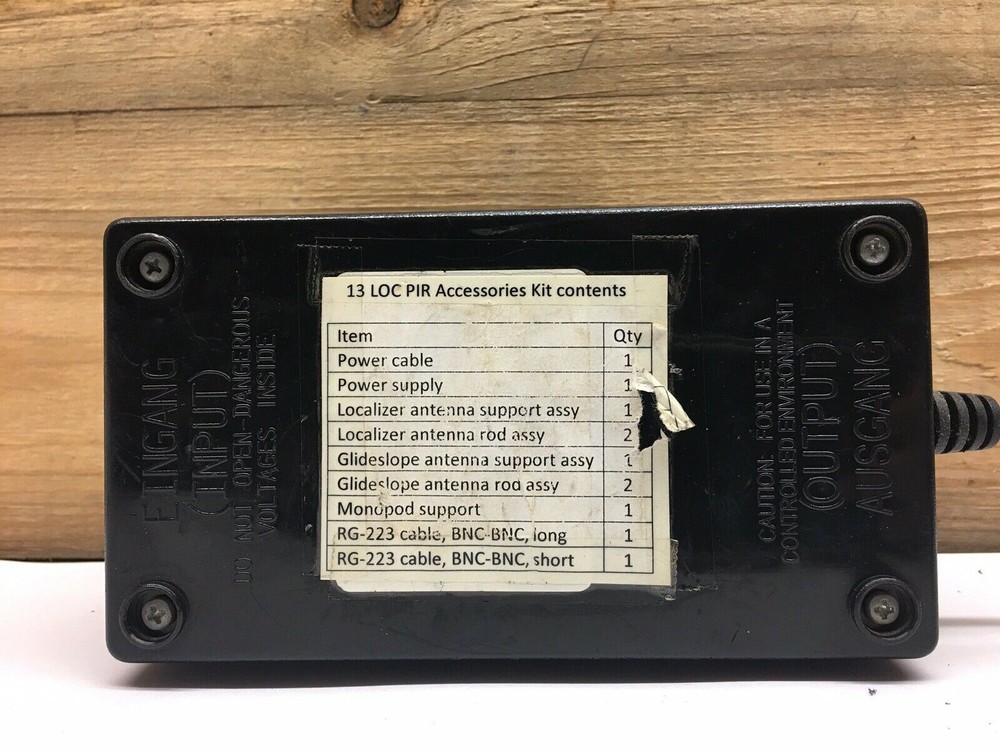 13 LOC PIR Accessories Kit contents
Item Qty
Power cable 1
Power supply 1
Localizer antenna support assy 1
Localizer antenna rod assy 2
Glideslope antenna support assy 1
Glideslope antenna rod assy 2
Monopod support 1
RG-223 cable, BNC-BNC, long 1
RG-223 cable, BNC-BNC, short 1
EINGANG
(INPUT)
DO NOT OPEN-DANGEROUS
VOLTAGES INSIDE
CAUTION: FOR USE IN A
CONTROLLED ENVIRONMENT
(OUTPUT)
AUSGANG